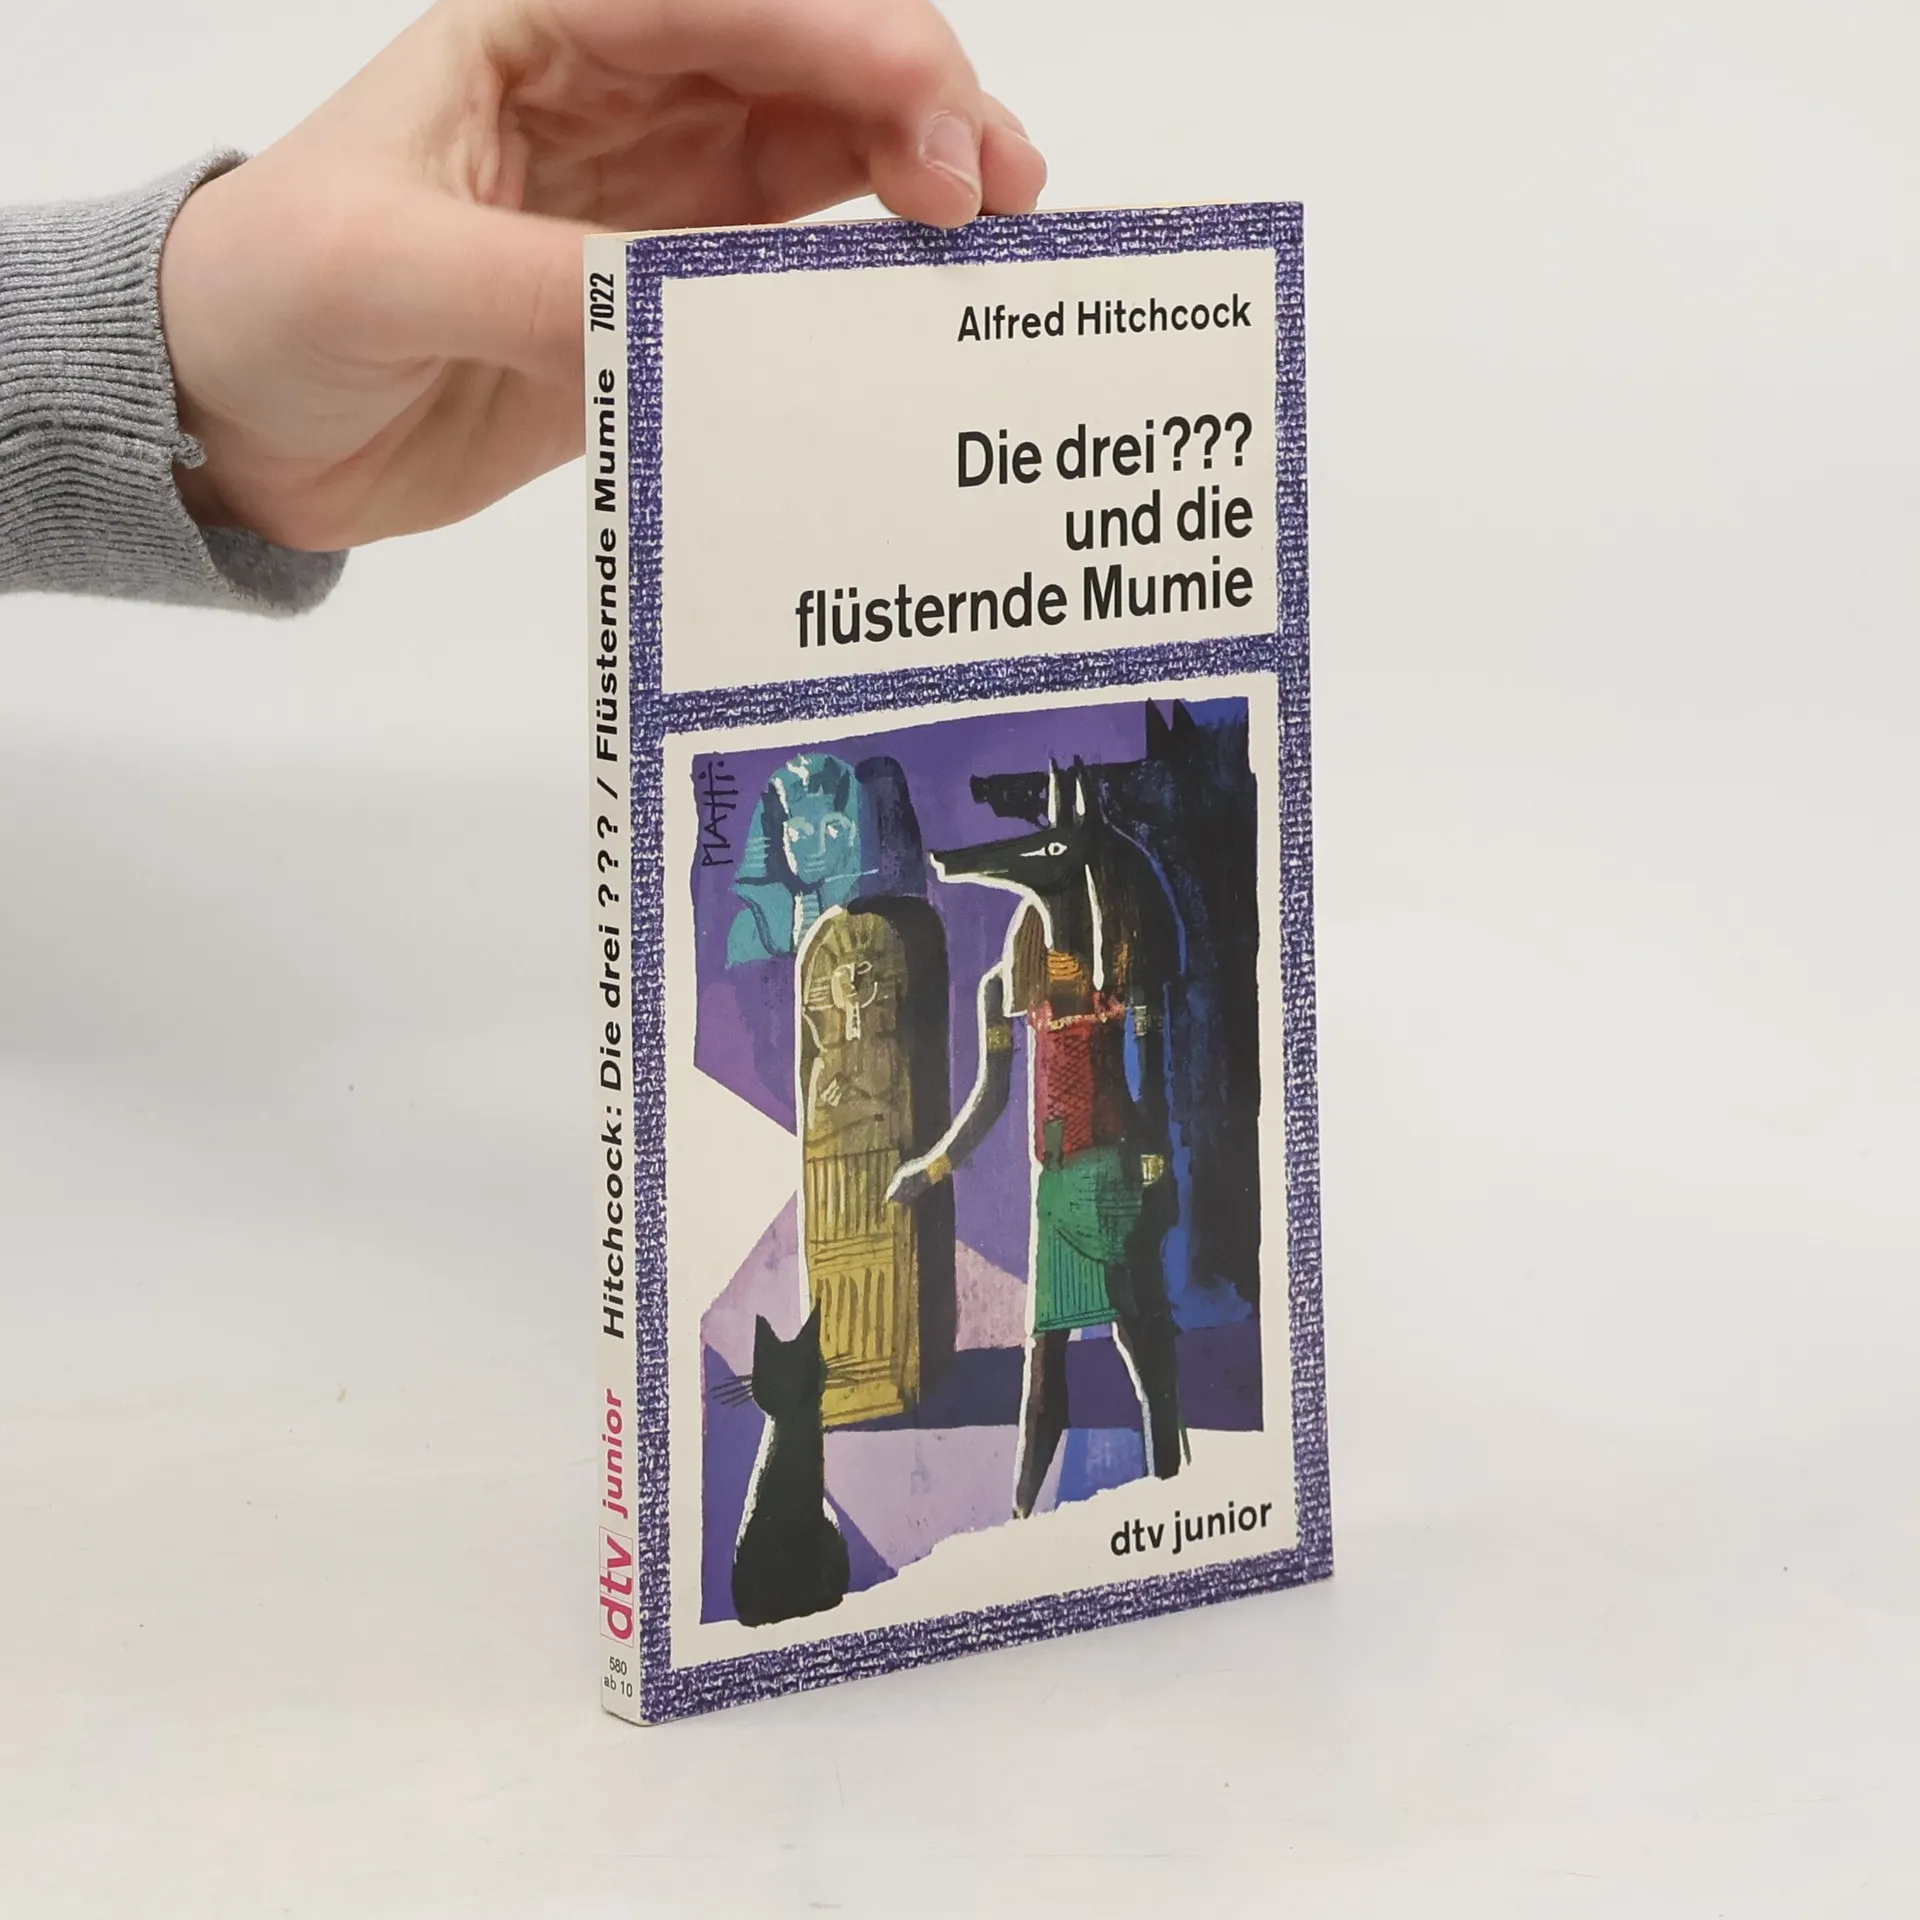 Alfred Hitchcock
Die drei???
und die
flüsternde Mumie
MATTi.
dtv junior
7022
Hitchcock: Die drei ? ? ? / Flüsternde Mumie
dtv junior
580
ab 10